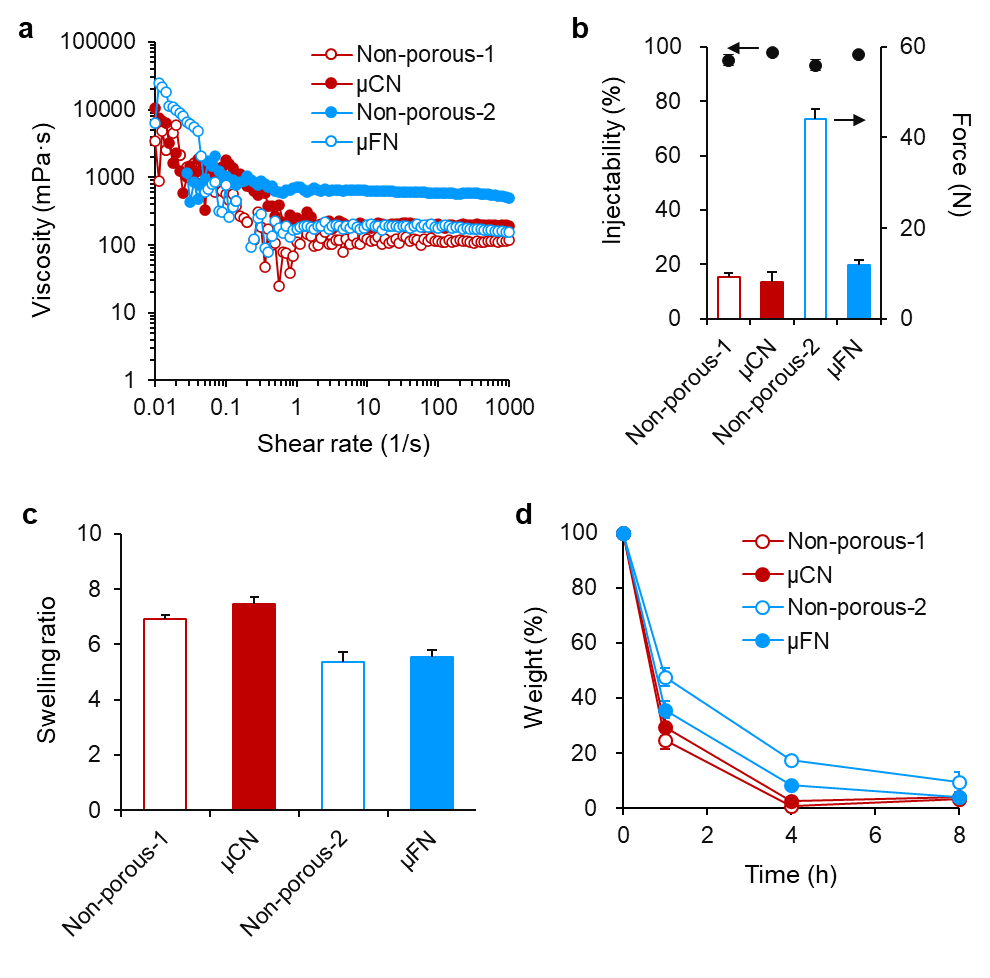 a
100000
10000
1000
100
10
1
0.01
0.1
1
10
100
1000
Viscosity (mPa·s)
Shear rate (1/s)
Non-porous-1
µCN
Non-porous-2
µFN
b
100
80
60
40
20
0
60
40
20
0
Injectability (%)
Force (N)
Non-porous-1
µCN
Non-porous-2
µFN
c
10
8
6
4
2
0
Swelling ratio
Non-porous-1
µCN
Non-porous-2
µFN
d
100
80
60
40
20
0
0
2
4
6
8
Weight (%)
Time (h)
Non-porous-1
µCN
Non-porous-2
µFN